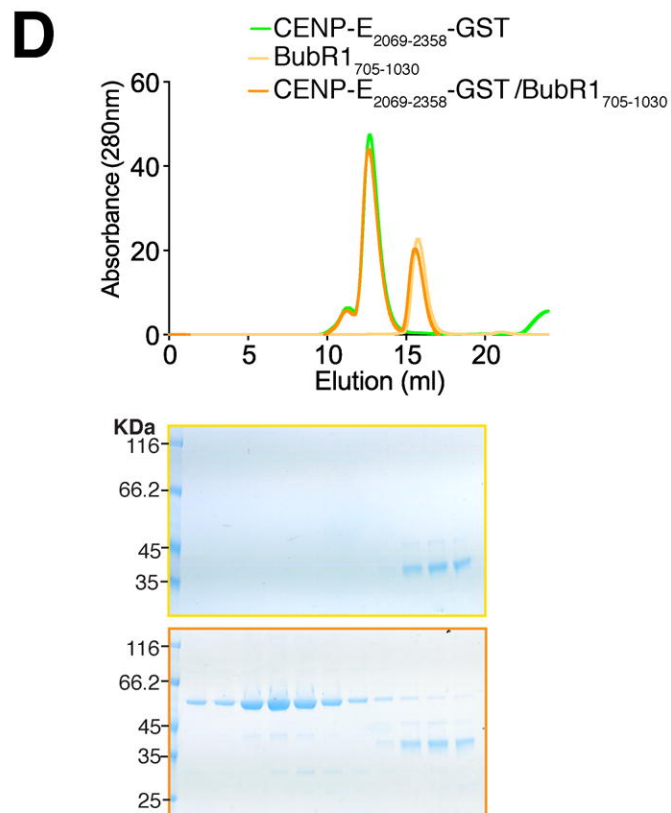 D
CENP-E2069-2358-GST
BubR1705-1030
CENP-E2069-2358-GST/BubR1705-1030
Absorbance (280nm)
60
40
20
0
0 5 10 15 20
Elution (ml)
KDa
116
66.2
45
35
116
66.2
45
35
25